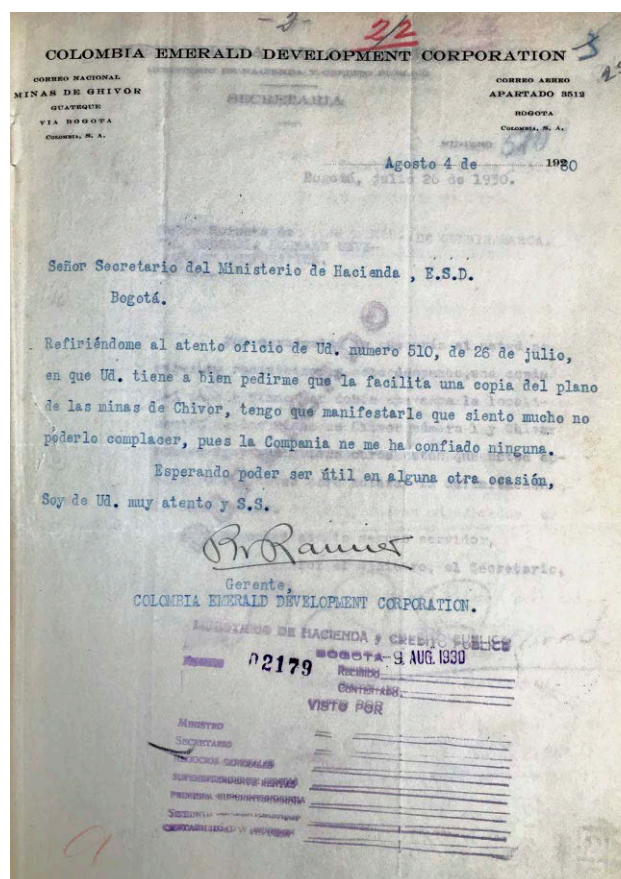 -2-
2/2
COLOMBIA EMERALD DEVELOPMENT CORPORATION
CORREO NACIONAL
MINAS DE CHIVOR
GUATEQUE
VIA BOGOTA
COLOMBIA, S. A.
CORREO AEREO
APARTADO 3512
BOGOTA
COLOMBIA, S. A.
SECRETARIA
Agosto 4 de 1930
Bogotá, julio 26 de 1930.
Señor Secretario del Ministerio de Hacienda , E.S.D.
Bogotá.
Refiriéndome al atento oficio de Ud. numero 510, de 26 de julio,
en que Ud. tiene a bien pedirme que la facilita una copia del plano
de las minas de Chivor, tengo que manifestarle que siento mucho no
poderlo complacer, pues la Compania ne me ha confiado ninguna.
Esperando poder ser útil en alguna otra ocasión,
Soy de Ud. muy atento y S.S.
Gerente,
COLOMBIA EMERALD DEVELOPMENT CORPORATION.
MINISTERIO DE HACIENDA Y CREDITO PUBLICO
BOGOTA - 9 AUG. 1930
02179
Recibido
Contestado
VISTO POR
MINISTRO
SECRETARIO
NEGOCIOS GENERALES